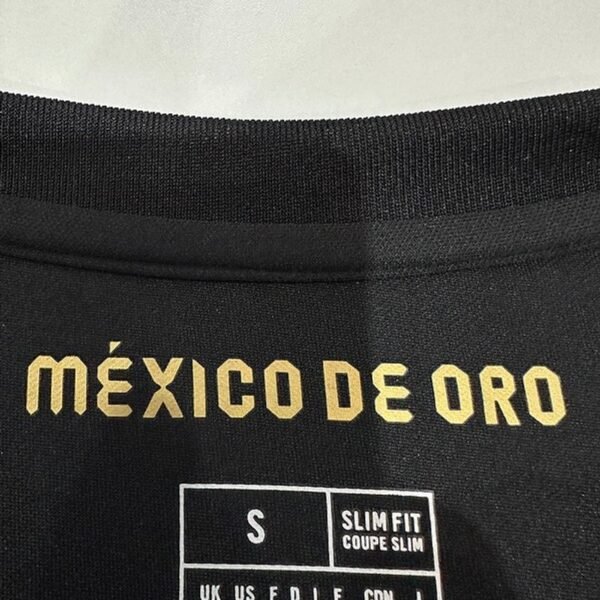 MÉXICO DE ORO
S
SLIM FIT
COUPE SLIM
UK US F D I E CDN J